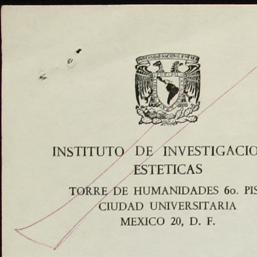 INSTITUTO DE INVESTIGACIO
ESTETICAS
TORRE DE HUMANIDADES 6o. PIS
CIUDAD UNIVERSITARIA
MEXICO 20, D. F.